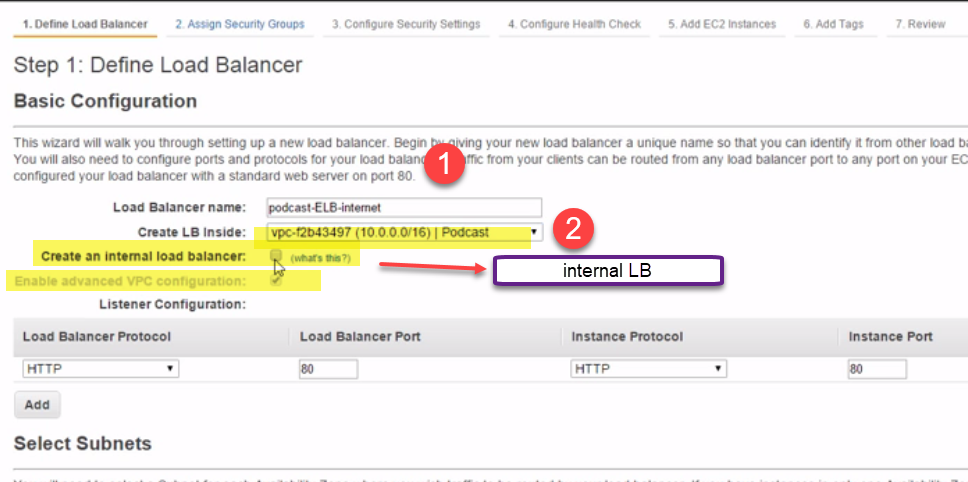 1. Define Load Balancer 2. Assign Security Groups 3. Configure Security Settings 4. Configure Health Check 5. Add EC2 Instances 6. Add Tags 7. Review
Step 1: Define Load Balancer
Basic Configuration
This wizard will walk you through setting up a new load balancer. Begin by giving your new load balancer a unique name so that you can identify it from other load
You will also need to configure ports and protocols for your load from your clients can be routed from any load balancer port to any port on your EC
configured your load balancer with a standard web server on port 80.
1
Load Balancer name: podcast-ELB-internet
Create LB Inside: vpc-f2b43497 (10.0.0.0/16) | Podcast
2
Create an internal load balancer: (what's this?)
internal LB
Enable advanced VPC configuration:
Listener Configuration:
Load Balancer Protocol Load Balancer Port Instance Protocol Instance Port
HTTP 80 HTTP 80
Add
Select Subnets